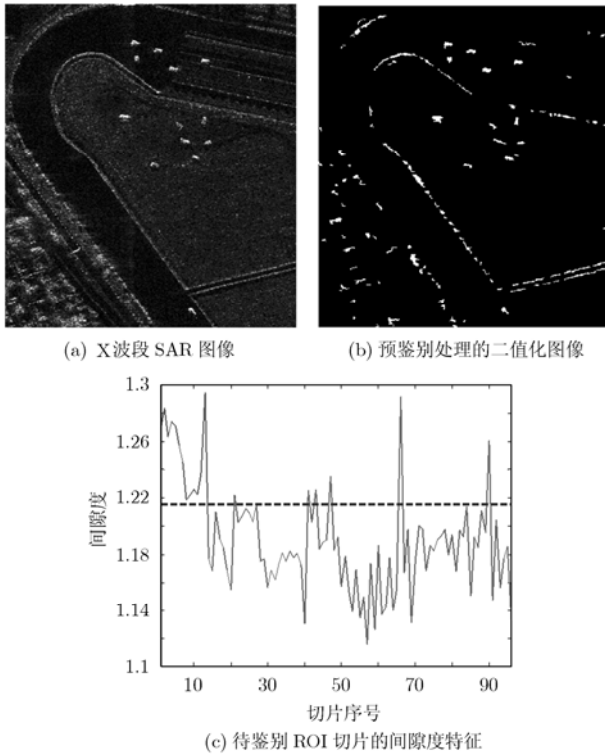 (a) X波段 SAR 图像
(b) 预鉴别处理的二值化图像
1.3
1.26
1.22
1.18
1.14
1.1
间隙度
10
30
50
70
90
切片序号
(c) 待鉴别 ROI 切片的间隙度特征